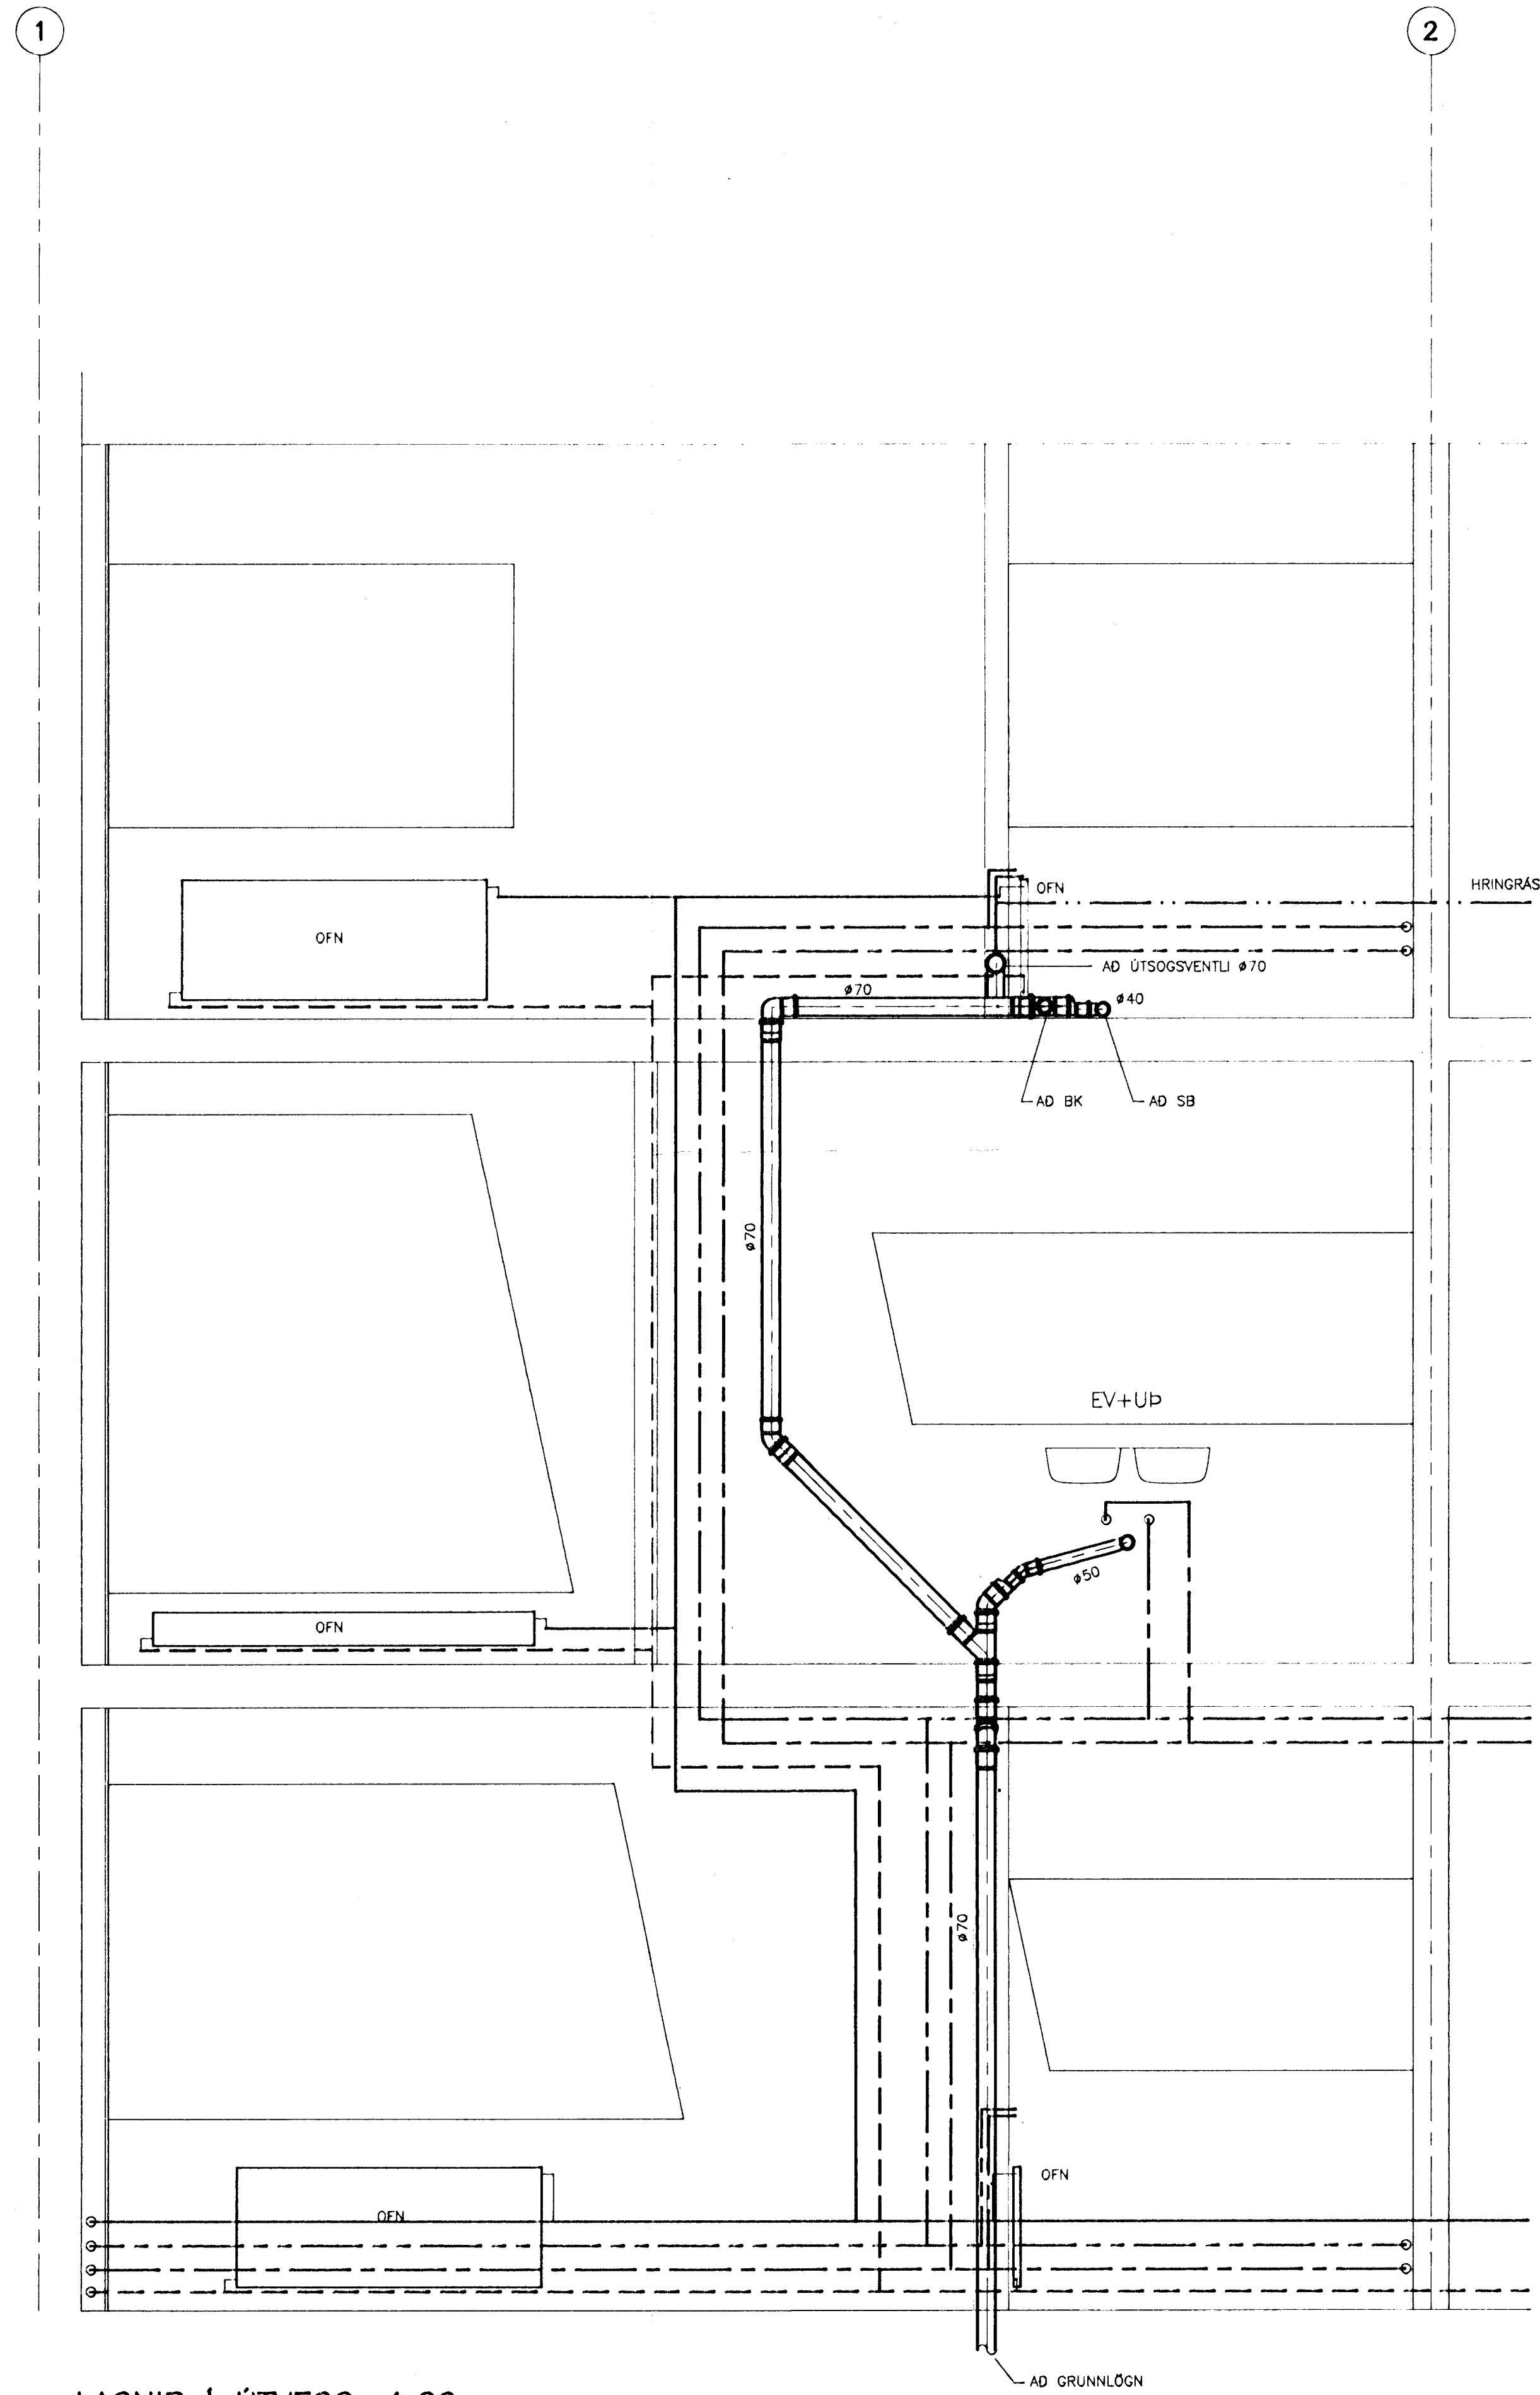 1
2
OFN
HRINGRÁS
OFN
AÐ ÚTSOGSVENTLI ø70
ø70
ø40
AÐ BK
AÐ SB
ø70
EV+UÞ
ø50
OFN
ø70
OFN
OFN
AÐ GRUNNLÖGN